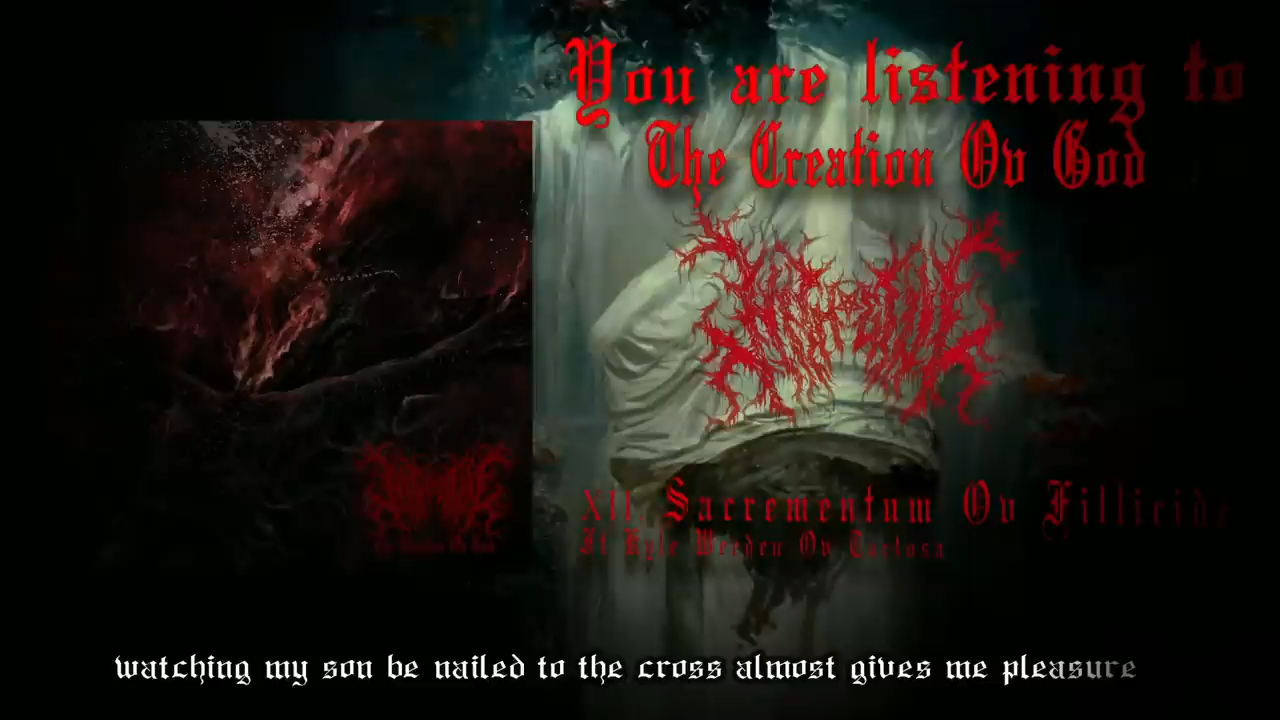 You are listening to
The Creation Ov God
XII. Sacrementum Ov Fillicide
Ft Kyle Weeden Ov Tortosa
watching my son be nailed to the cross almost gives me pleasure